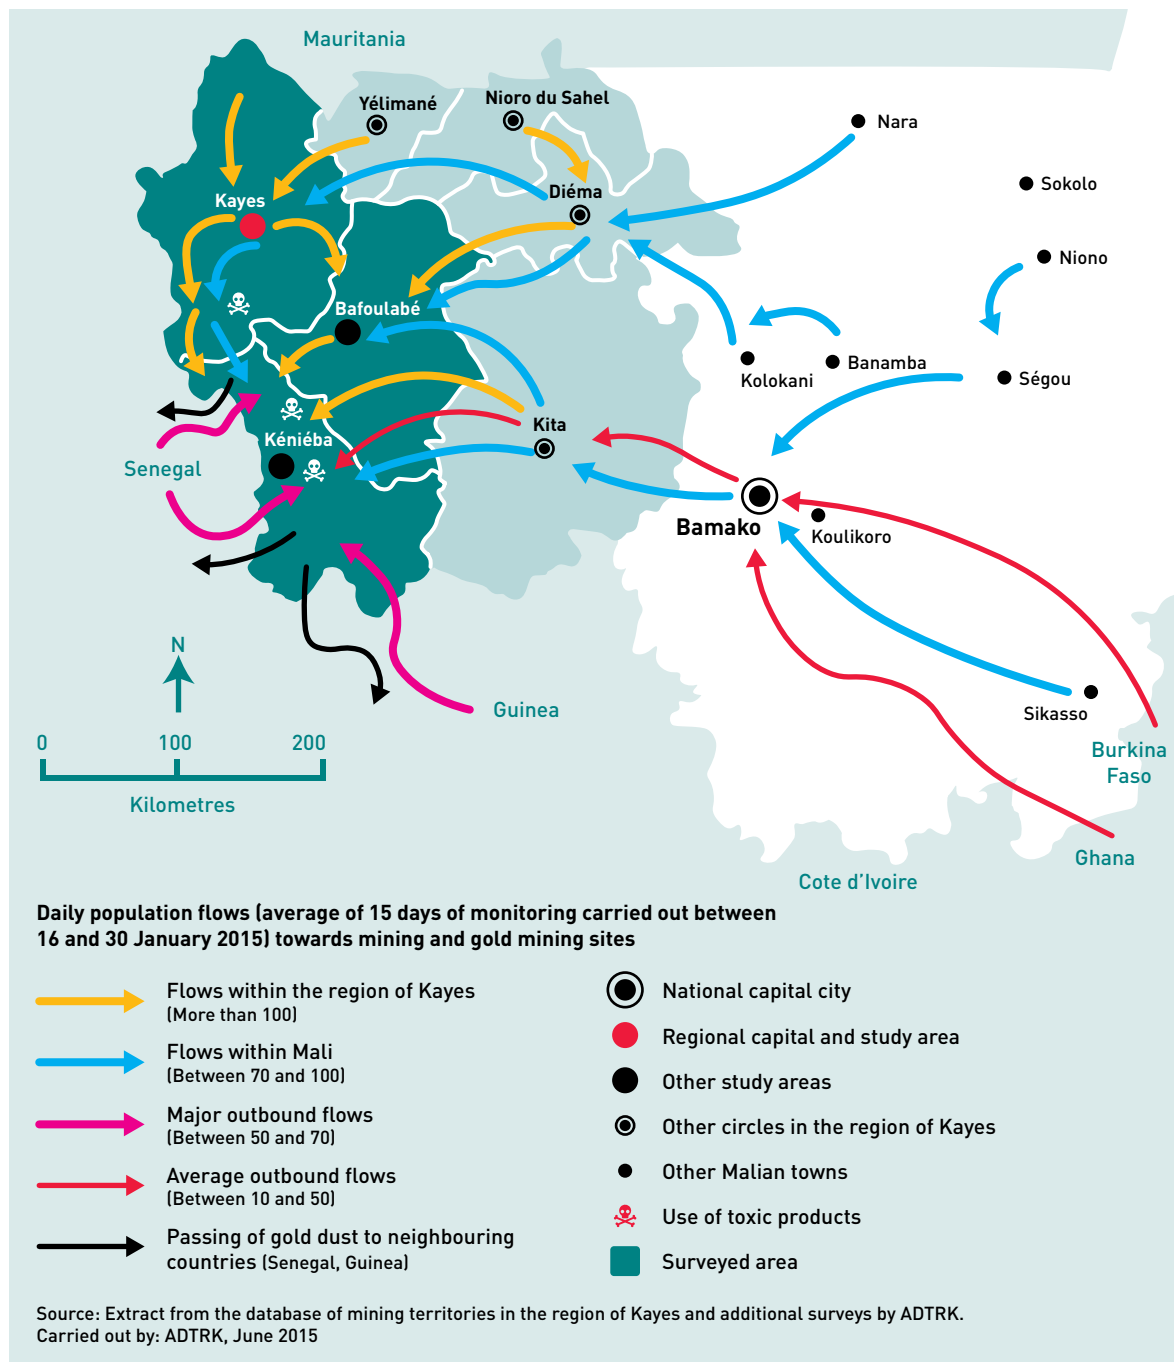 Mauritania
Yélimané
Nioro du Sahel
Nara
Sokolo
Kayes
Diéma
Niono
Bafoulabé
Kolokani
Banamba
Ségou
Kéniéba
Kita
Senegal
Bamako
Koulikoro
N
Guinea
Sikasso
0 100 200
Kilometres
Burkina
Faso
Ghana
Cote d'Ivoire
Daily population flows (average of 15 days of monitoring carried out between
16 and 30 January 2015) towards mining and gold mining sites
Flows within the region of Kayes
(More than 100)
Flows within Mali
(Between 70 and 100)
Major outbound flows
(Between 50 and 70)
Average outbound flows
(Between 10 and 50)
Passing of gold dust to neighbouring
countries (Senegal, Guinea)
National capital city
Regional capital and study area
Other study areas
Other circles in the region of Kayes
Other Malian towns
Use of toxic products
Surveyed area
Source: Extract from the database of mining territories in the region of Kayes and additional surveys by ADTRK.
Carried out by: ADTRK, June 2015